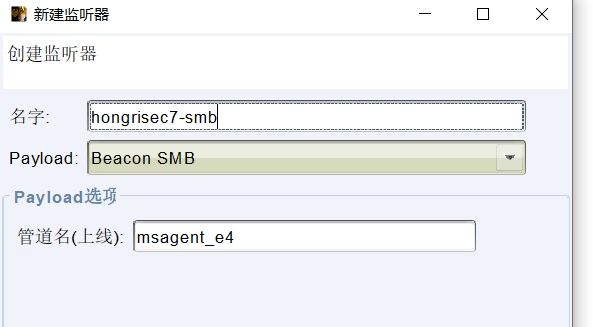 新建监听器
创建监听器
名字: hongrisec7-smb
Payload: Beacon SMB
Payload选项
管道名(上线): msagent_e4